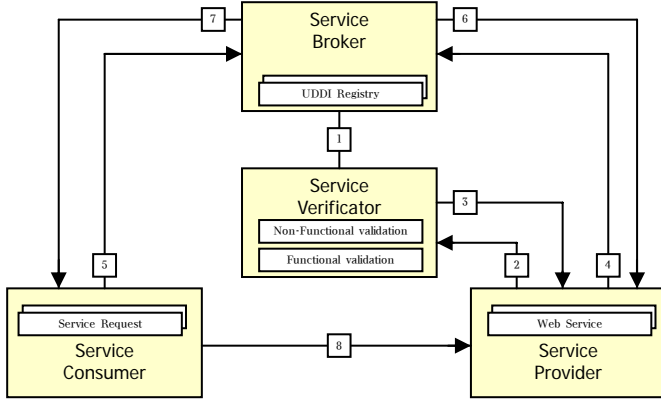 7
Service
Broker
6
UDDI Registry
1
Service
Verificator
3
Non-Functional validation
Functional validation
5
2
4
Service Request
Service
Consumer
8
Web Service
Service
Provider